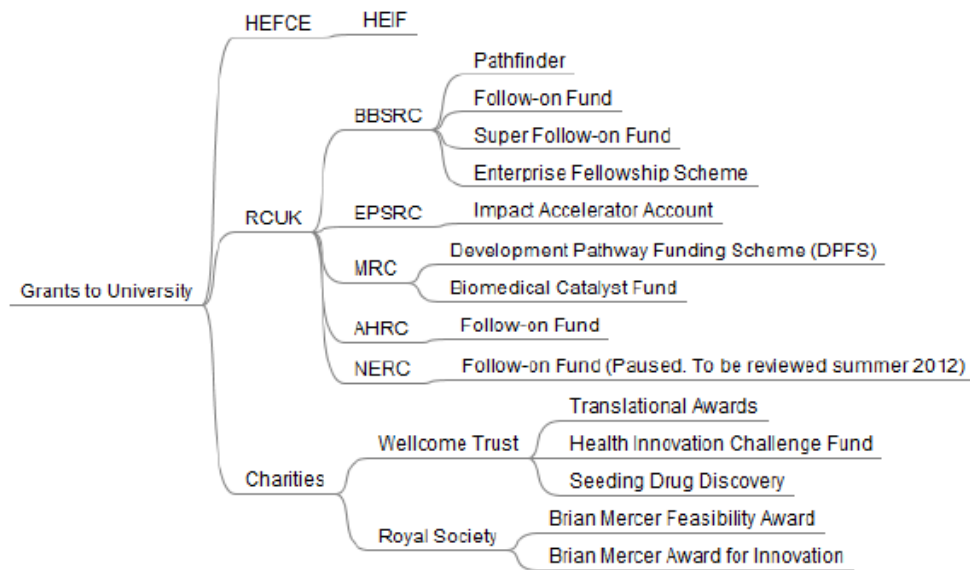 HEFCE
HEIF
Pathfinder
Follow-on Fund
BBSRC
Super Follow-on Fund
Enterprise Fellowship Scheme
RCUK
EPSRC
Impact Accelerator Account
Development Pathway Funding Scheme (DPFS)
MRC
Biomedical Catalyst Fund
Grants to University
AHRC
Follow-on Fund
NERC
Follow-on Fund (Paused. To be reviewed summer 2012)
Translational Awards
Wellcome Trust
Health Innovation Challenge Fund
Charities
Seeding Drug Discovery
Brian Mercer Feasibility Award
Royal Society
Brian Mercer Award for Innovation